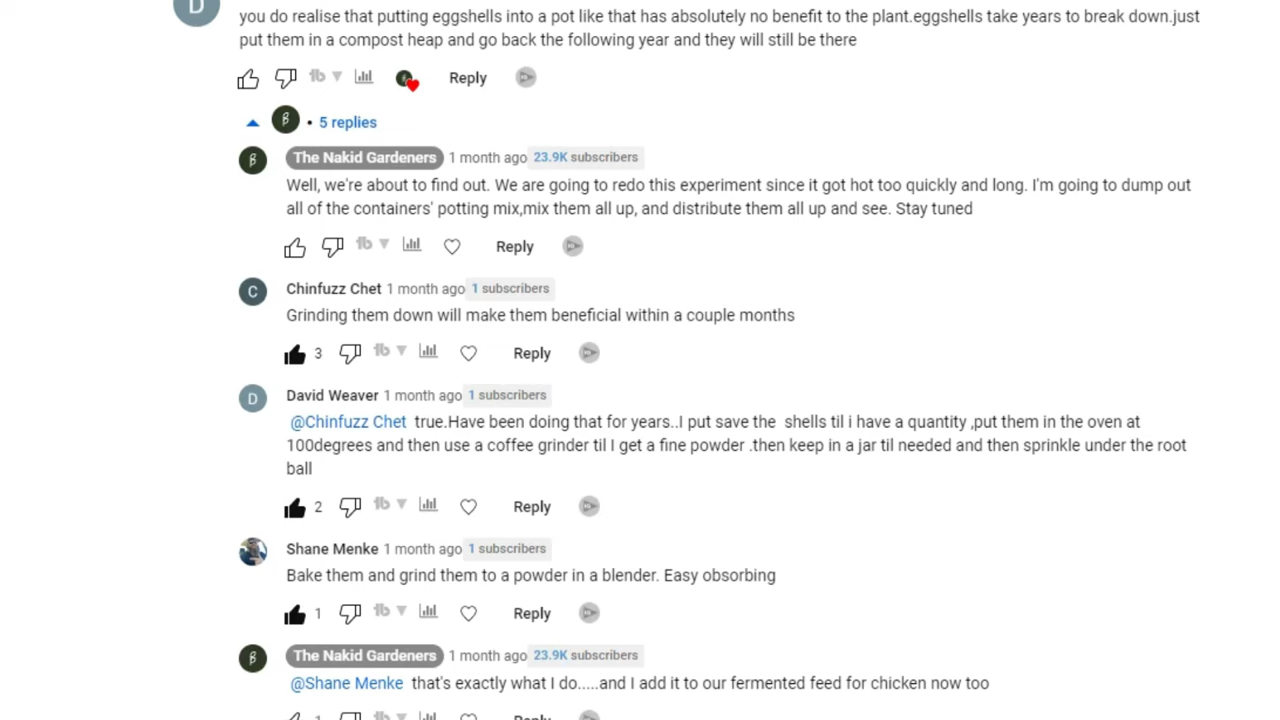 D
you do realise that putting eggshells into a pot like that has absolutely no benefit to the plant.eggshells take years to break down.just
put them in a compost heap and go back the following year and they will still be there
tb Reply
β • 5 replies
β The Nakid Gardeners 1 month ago 23.9K subscribers
Well, we're about to find out. We are going to redo this experiment since it got hot too quickly and long. I'm going to dump out
all of the containers' potting mix,mix them all up, and distribute them all up and see. Stay tuned
tb Reply
C Chinfuzz Chet 1 month ago 1 subscribers
Grinding them down will make them beneficial within a couple months
3 tb Reply
D David Weaver 1 month ago 1 subscribers
@Chinfuzz Chet true.Have been doing that for years..I put save the shells til i have a quantity ,put them in the oven at
100degrees and then use a coffee grinder til I get a fine powder .then keep in a jar til needed and then sprinkle under the root
ball
2 tb Reply
Shane Menke 1 month ago 1 subscribers
Bake them and grind them to a powder in a blender. Easy obsorbing
1 tb Reply
β The Nakid Gardeners 1 month ago 23.9K subscribers
@Shane Menke that's exactly what I do.....and I add it to our fermented feed for chicken now too
1 tb Reply